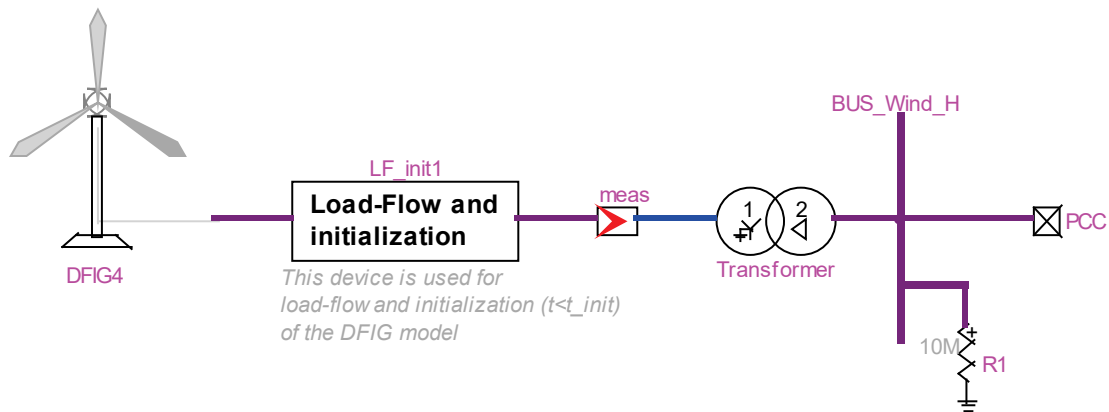 BUS_Wind_H
LF_init1
Load-Flow and
initialization
meas
1
2
PCC
DFIG4
This device is used for
load-flow and initialization (t<t_init)
of the DFIG model
Transformer
+
10M
R1